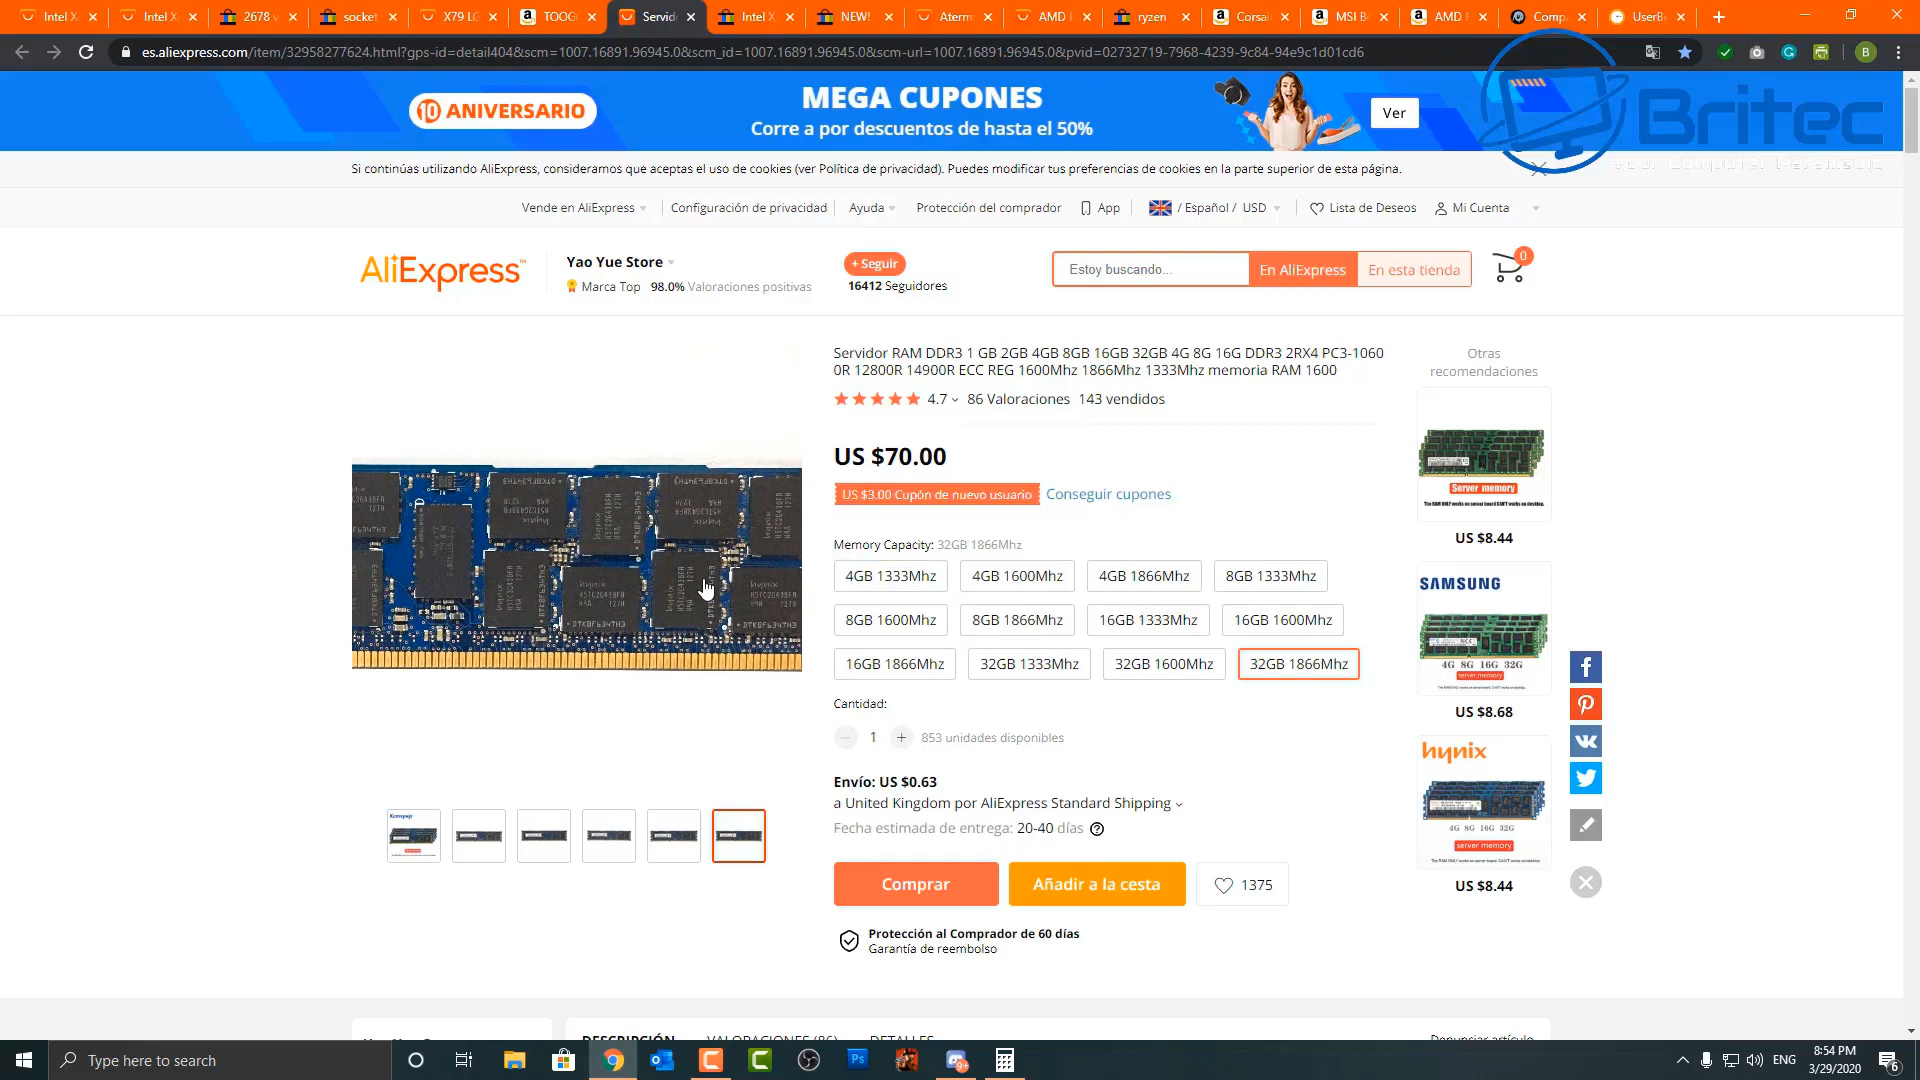 Intel X
Intel X
2678 v
socket
X79 LG
TOOG
Servid
Intel X
NEW!
Aterm
AMD
ryzen
Corsa
MSI B
AMD
Comp
UserB
es.aliexpress.com/item/32958277624.html?gps-id=detail404&scm=1007.16891.96945.0&scm_id=1007.16891.96945.0&scm-url=1007.16891.96945.0&pvid=02732719-7968-4239-9c84-94e9c1d01cd6
B
10 ANIVERSARIO
MEGA CUPONES
Corre a por descuentos de hasta el 50%
Ver
Britec
Si continúas utilizando AliExpress, consideramos que aceptas el uso de cookies (ver Política de privacidad). Puedes modificar tus preferencias de cookies en la parte superior de esta página.
Vende en AliExpress
Configuración de privacidad
Ayuda
Protección del comprador
App
/ Español / USD
Lista de Deseos
Mi Cuenta
AliExpress™
Yao Yue Store
Marca Top 98.0% Valoraciones positivas
+ Seguir
16412 Seguidores
Estoy buscando...
En AliExpress
En esta tienda
0
Servidor RAM DDR3 1 GB 2GB 4GB 8GB 16GB 32GB 4G 8G 16G DDR3 2RX4 PC3-1060
0R 12800R 14900R ECC REG 1600Mhz 1866Mhz 1333Mhz memoria RAM 1600
4.7 86 Valoraciones 143 vendidos
US $70.00
US $3.00 Cupón de nuevo usuario
Conseguir cupones
Memory Capacity: 32GB 1866Mhz
4GB 1333Mhz
4GB 1600Mhz
4GB 1866Mhz
8GB 1333Mhz
8GB 1600Mhz
8GB 1866Mhz
16GB 1333Mhz
16GB 1600Mhz
16GB 1866Mhz
32GB 1333Mhz
32GB 1600Mhz
32GB 1866Mhz
Cantidad:
1
853 unidades disponibles
Envío: US $0.63
a United Kingdom por AliExpress Standard Shipping
Fecha estimada de entrega: 20-40 días
Comprar
Añadir a la cesta
1375
Protección al Comprador de 60 días
Garantía de reembolso
Otras
recomendaciones
Server memory
US $8.44
SAMSUNG
4G 8G 16G 32G
server memory
US $8.68
hynix
4G 8G 16G 32G
server memory
US $8.44
DESCRIPCIÓN
VALORACIONES (86)
DETALLES
Denunciar artículo
Type here to search
ENG
8:54 PM
3/29/2020
6